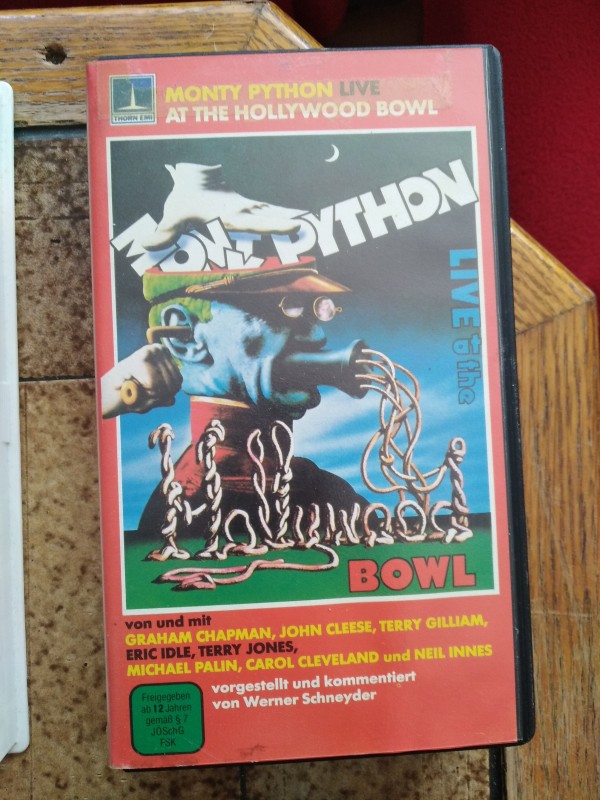 THORN EMI
MONTY PYTHON LIVE
AT THE HOLLYWOOD BOWL
MONTY PYTHON
LIVE at the
Hollywood
BOWL
von und mit
GRAHAM CHAPMAN, JOHN CLEESE, TERRY GILLIAM,
ERIC IDLE, TERRY JONES,
MICHAEL PALIN, CAROL CLEVELAND und NEIL INNES
vorgestellt und kommentiert
von Werner Schneyder
Freigegeben
ab 12 Jahren
gemäß § 7
JÖSchG
FSK